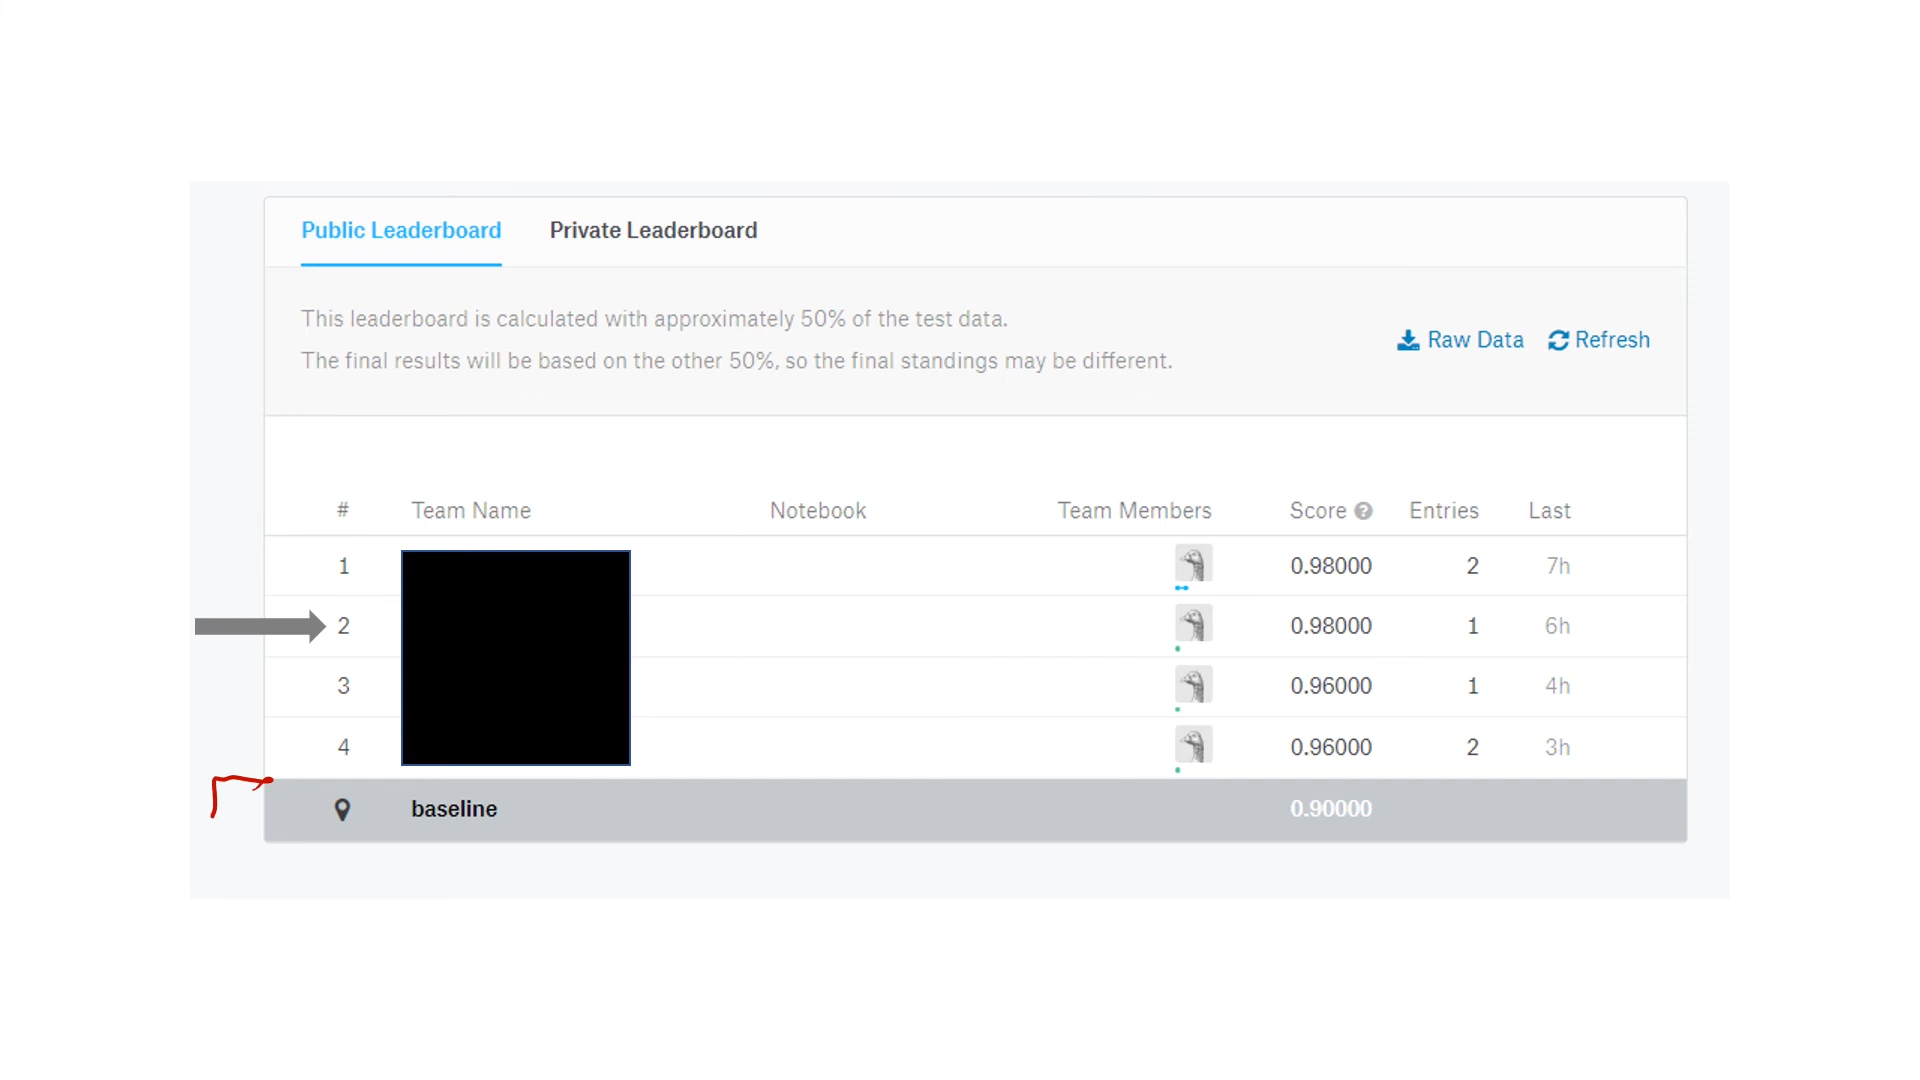 Public Leaderboard Private Leaderboard
This leaderboard is calculated with approximately 50% of the test data.
The final results will be based on the other 50%, so the final standings may be different.
Raw Data Refresh
# Team Name Notebook Team Members Score ? Entries Last
1 0.98000 2 7h
2 0.98000 1 6h
3 0.96000 1 4h
4 0.96000 2 3h
baseline 0.90000